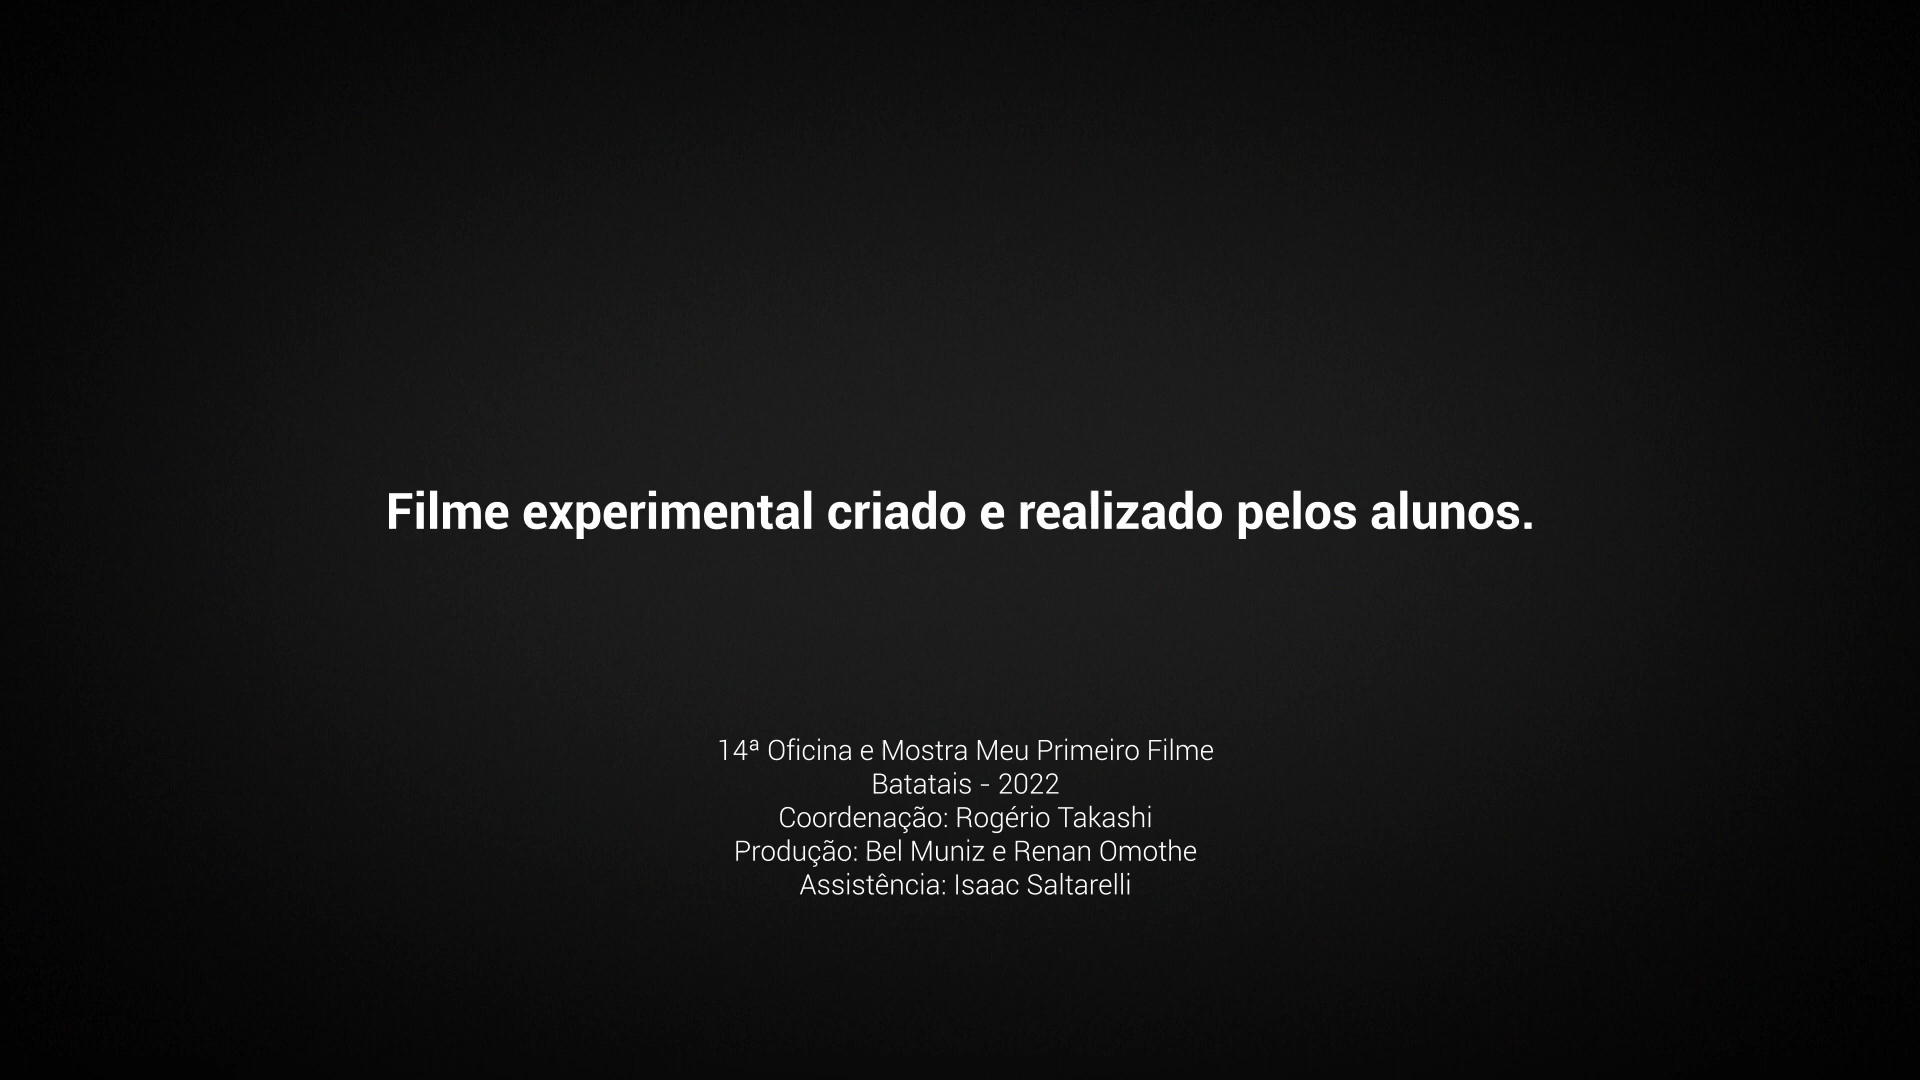 Filme experimental criado e realizado pelos alunos.
14ª Oficina e Mostra Meu Primeiro Filme
Batatais - 2022
Coordenação: Rogério Takashi
Produção: Bel Muniz e Renan Omothe
Assistência: Isaac Saltarelli